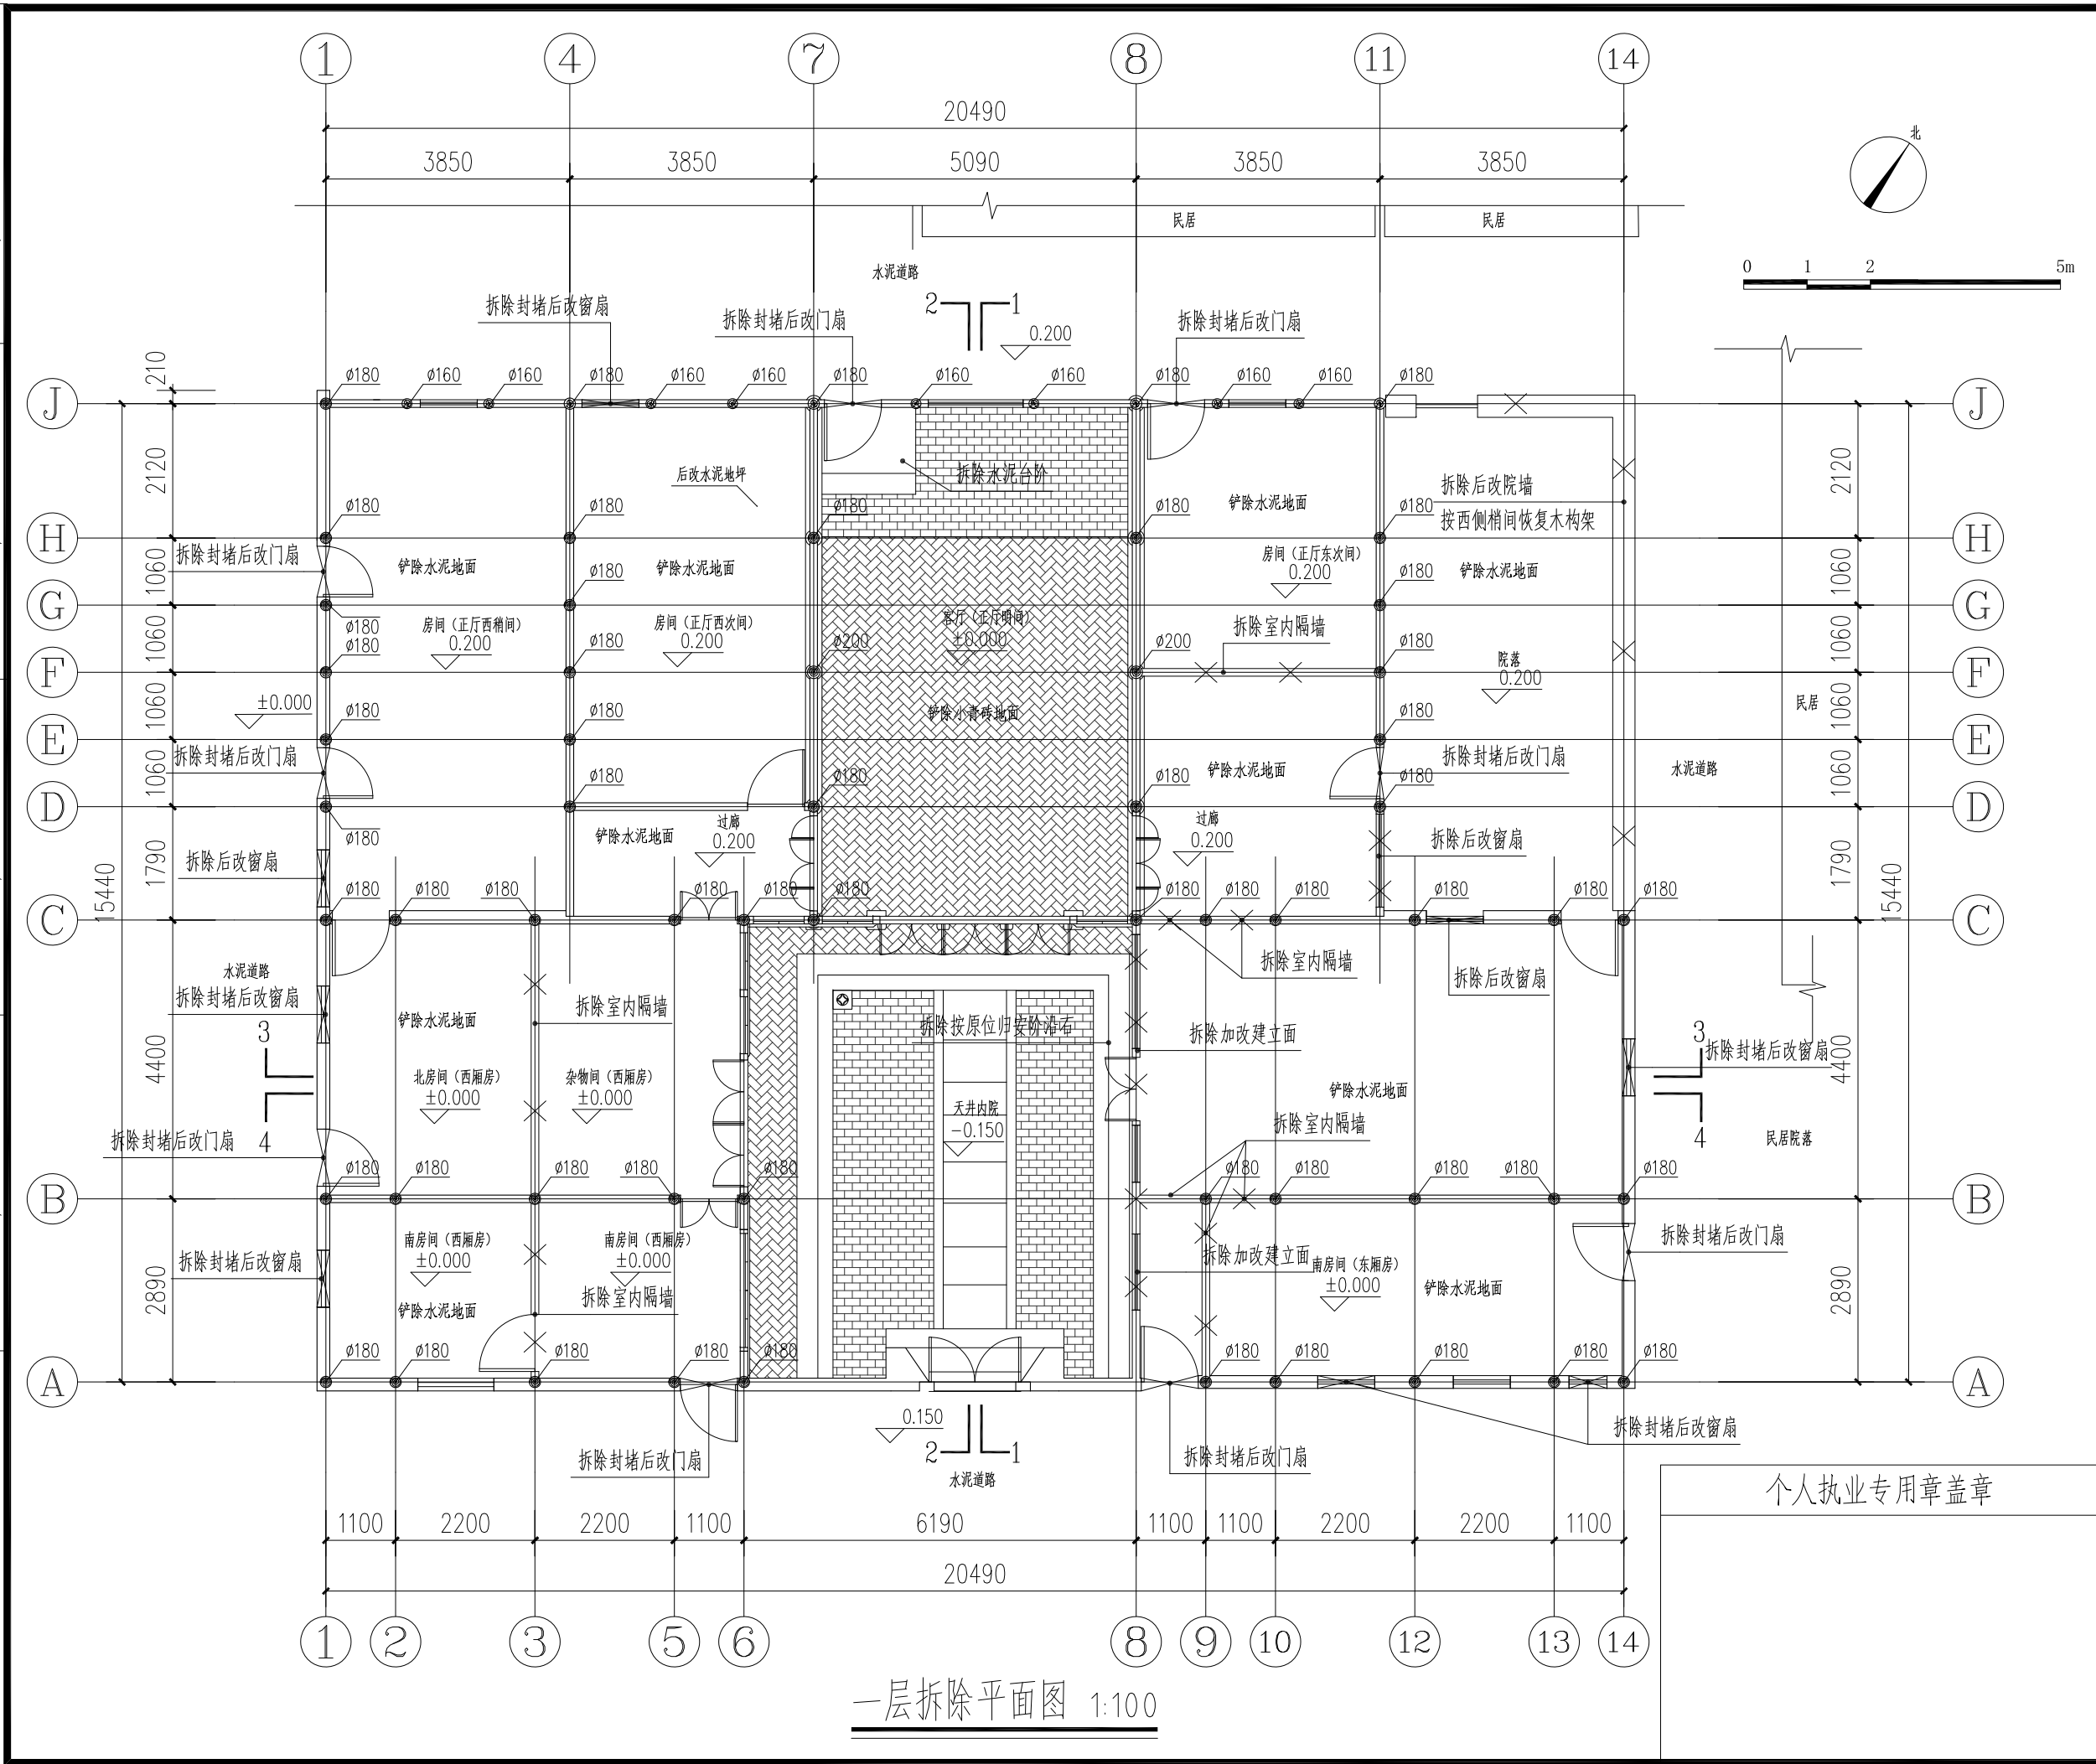 1 4 7 8 11 14
20490
3850 3850 5090 3850 3850
北
0 1 2 5m
民居 民居
水泥道路
拆除封堵后改窗扇 拆除封堵后改门扇 2 1 拆除封堵后改门扇
0.200
210
ø180 ø160 ø160 ø180 ø160 ø160 ø180 ø160 ø160 ø180 ø160 ø160 ø180
J J
2120 后改水泥地坪 拆除水泥台阶 拆除后改院墙 2120
铲除水泥地面 按西侧梢间恢复木构架
ø180 ø180 ø180 ø180 ø180
H H
拆除封堵后改门扇 铲除水泥地面 铲除水泥地面 房间（正厅东次间） 铲除水泥地面
1060 ø180 0.200 ø180 1060
G G
ø180 房间（正厅西稍间） 房间（正厅西次间） 客厅（正厅明间） 拆除室内隔墙
1060 ø180 0.200 ø180 0.200 ø200 ±0.000 ø200 ø180 院落 1060
F 0.200 F
±0.000 民居
1060 ø180 ø180 铲除小青砖地面 ø180 1060
E E
拆除封堵后改门扇 铲除水泥地面 拆除封堵后改门扇 水泥道路
1060 ø180 ø180 ø180 ø180 1060
D D
ø180 铲除水泥地面 过廊 0.200 过廊 0.200 拆除后改窗扇
15440 1790 拆除后改窗扇 1790 15440
ø180 ø180 ø180 ø180 ø180 ø180 ø180 ø180 ø180 ø180 ø180 ø180
C C
水泥道路 拆除室内隔墙 拆除后改窗扇
拆除封堵后改窗扇 拆除室内隔墙
3 铲除水泥地面 拆除按原位归安阶沿石 拆除加改建立面 3 拆除封堵后改窗扇
4400 4400
北房间（西厢房） 杂物间（西厢房） 铲除水泥地面
±0.000 ±0.000 天井内院
-0.150 拆除室内隔墙
4 拆除封堵后改门扇 4 民居院落
ø180 ø180 ø180 ø180 ø180 ø180 ø180 ø180 ø180 ø180
B B
南房间（西厢房） 南房间（西厢房） 拆除封堵后改门扇
拆除封堵后改窗扇 ±0.000 ±0.000 拆除加改建立面 南房间（东厢房）
2890 拆除室内隔墙 ±0.000 铲除水泥地面 2890
铲除水泥地面
ø180 ø180 ø180 ø180 ø180 ø180 ø180 ø180 ø180 ø180
A A
0.150
拆除封堵后改门扇 2 1 拆除封堵后改门扇 拆除封堵后改窗扇
水泥道路
个人执业专用章盖章
1100 2200 2200 1100 6190 1100 1100 2200 2200 1100
20490
1 2 3 5 6 8 9 10 12 13 14
一层拆除平面图 1:100